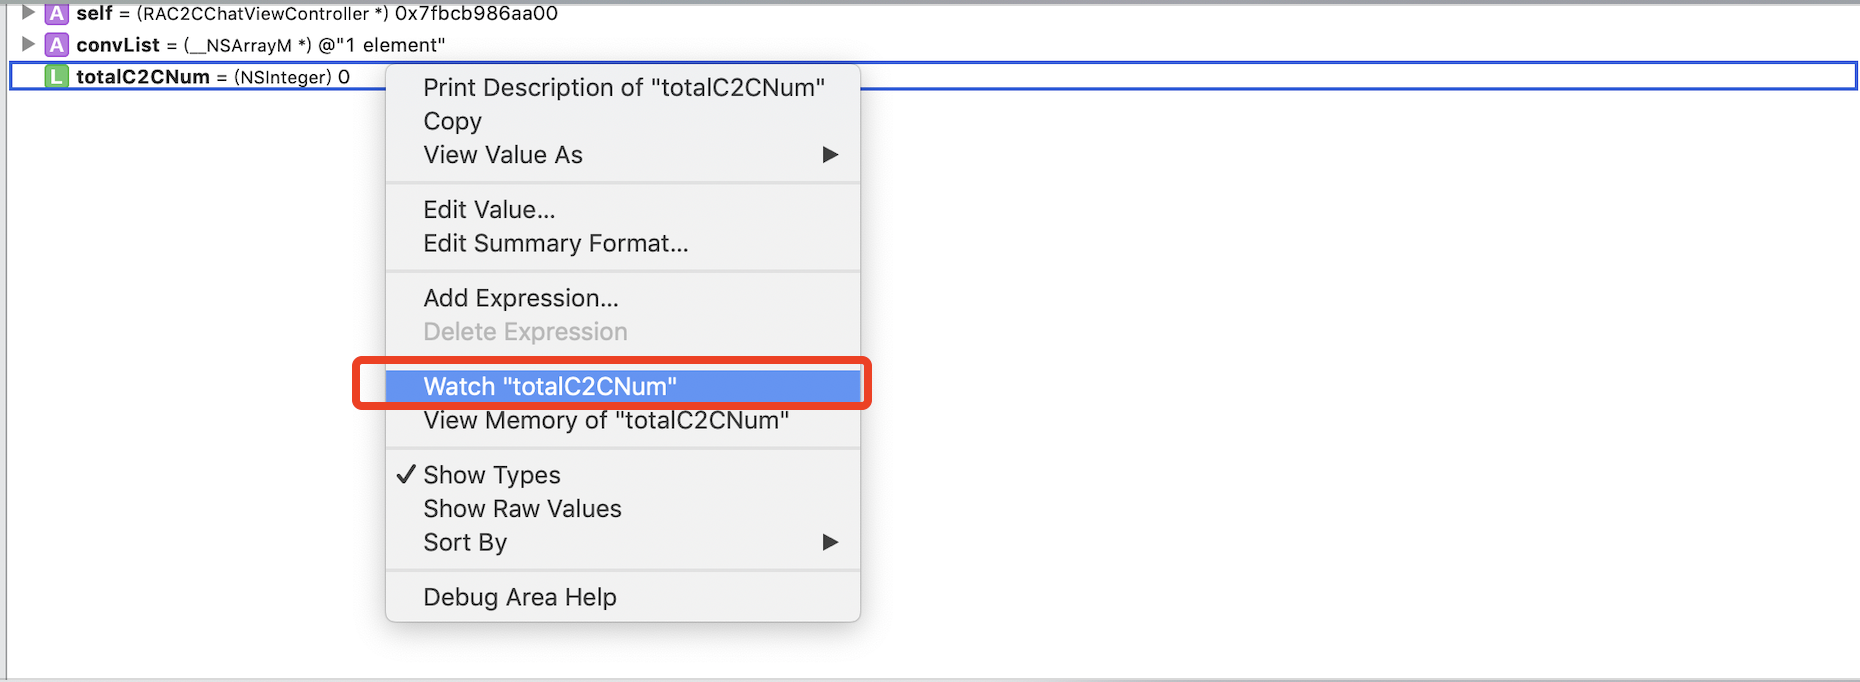 A self = (RAC2CChatViewController *) 0x7fbcb986aa00
A convList = (__NSArrayM *) @"1 element"
L totalC2CNum = (NSInteger) 0
Print Description of "totalC2CNum"
Copy
View Value As
Edit Value...
Edit Summary Format...
Add Expression...
Delete Expression
Watch "totalC2CNum"
View Memory of "totalC2CNum"
Show Types
Show Raw Values
Sort By
Debug Area Help